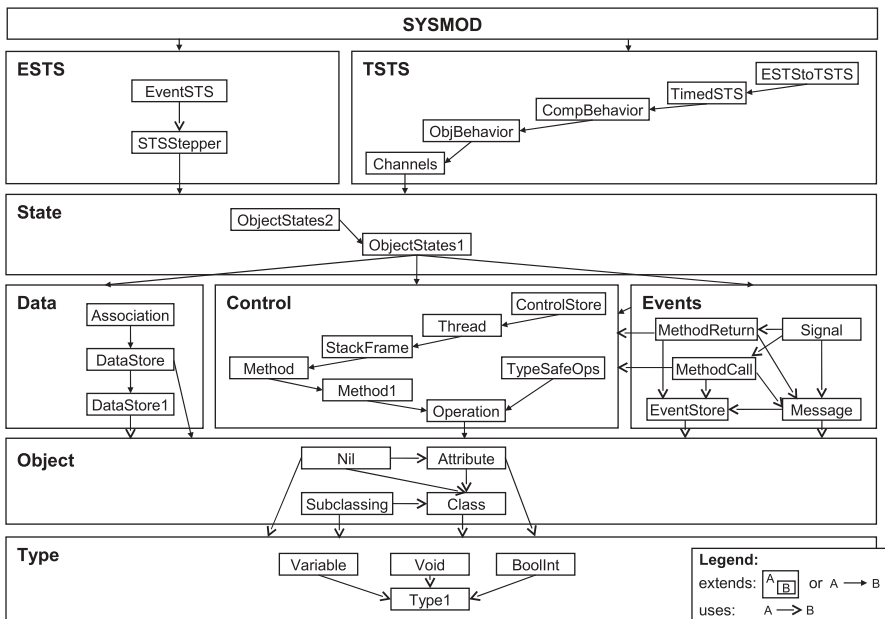 SYSMOD
ESTS
EventSTS
STSStepper
TSTS
ESTStoTSTS
TimedSTS
CompBehavior
ObjBehavior
Channels
State
ObjectStates2
ObjectStates1
Data
Association
DataStore
DataStore1
Control
ControlStore
Thread
StackFrame
Method
TypeSafeOps
Method1
Operation
Events
MethodReturn
Signal
MethodCall
EventStore
Message
Object
Nil
Attribute
Subclassing
Class
Type
Variable
Void
BoolInt
Type1
Legend:
extends: A B or A B
uses: A B